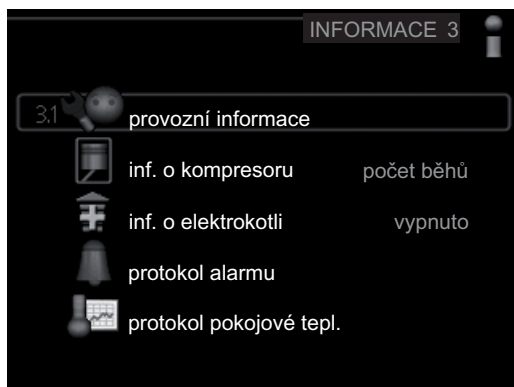 INFORMACE 3
3.1 provozní informace
inf. o kompresoru počet běhů
inf. o elektrokotli vypnuto
protokol alarmu
protokol pokojové tepl.